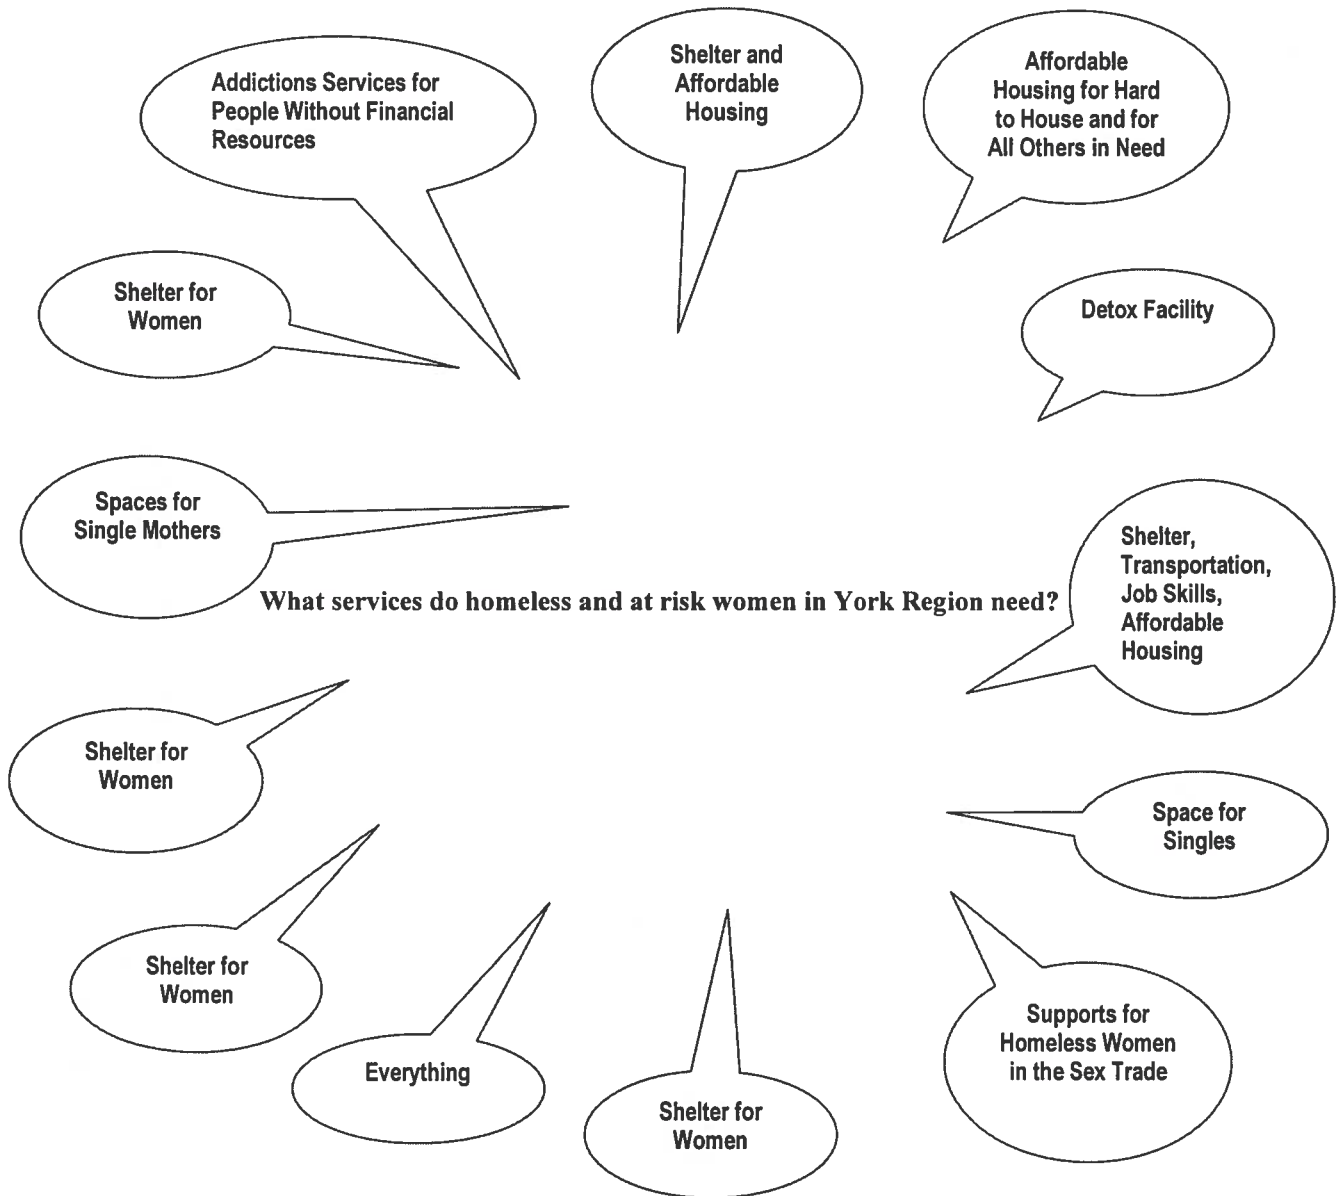 Addictions Services for
People Without Financial
Resources
Shelter and
Affordable
Housing
Affordable
Housing for Hard
to House and for
All Others in Need
Shelter for
Women
Detox Facility
Spaces for
Single Mothers
Shelter,
Transportation,
Job Skills,
Affordable
Housing
What services do homeless and at risk women in York Region need?
Shelter for
Women
Space for
Singles
Shelter for
Women
Supports for
Homeless Women
in the Sex Trade
Everything
Shelter for
Women